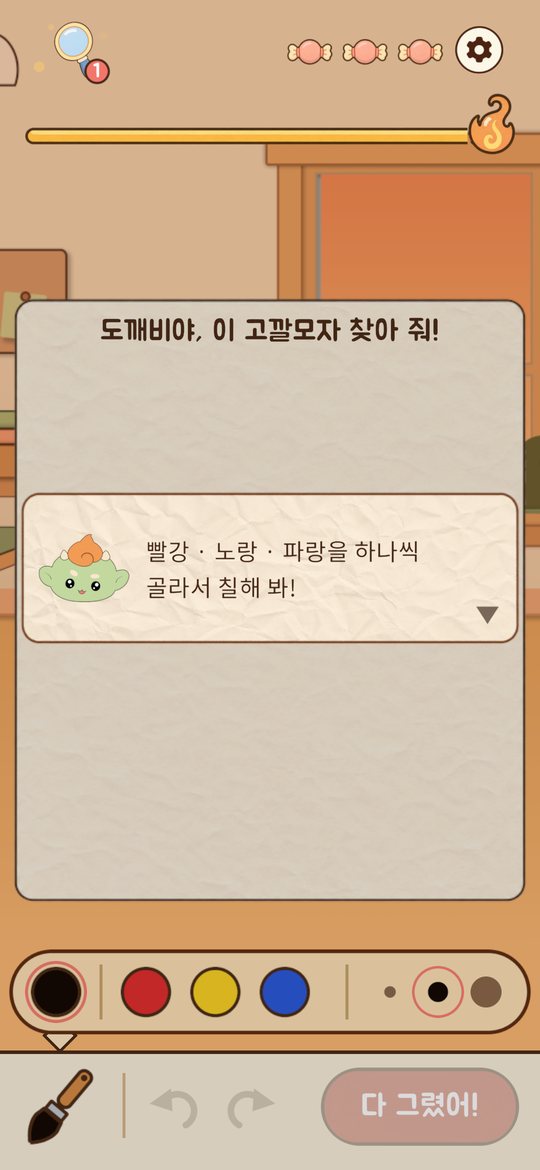 1
도깨비야, 이 고깔모자 찾아 줘!
빨강 · 노랑 · 파랑을 하나씩
골라서 칠해 봐!
다 그렸어!